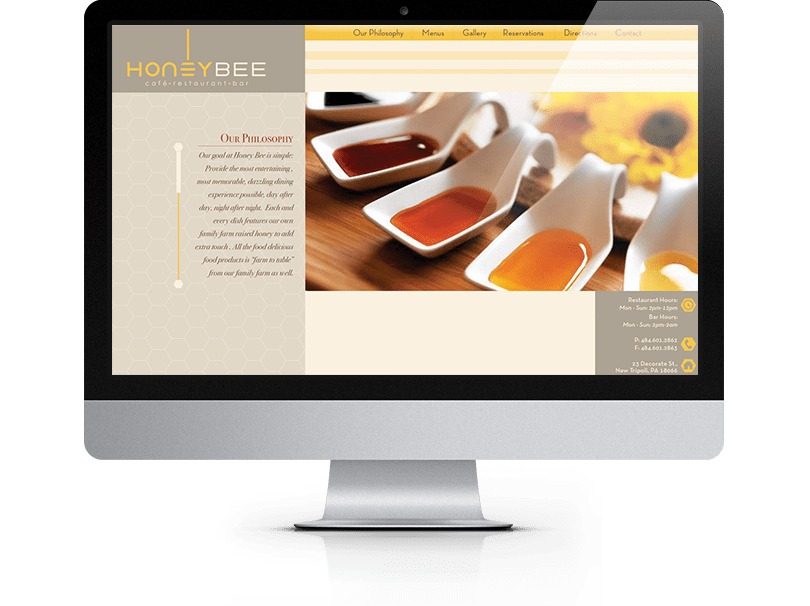 HONEYBEE
café•restaurant•bar
Our Philosophy Menus Gallery Reservations Directions Contact
Our Philosophy
Our goal at Honey Bee is simple:
Provide the most entertaining ,
most memorable, dazzling dining
experience possible, day after
day, night after night. Each and
every dish features our own
family farm raised honey to add
extra touch . All the food delicious
food products is “farm to table”
from our family farm as well.
Restaurant Hours:
Mon - Sun: 2pm-12pm
Bar Hours:
Mon - Sun: 2pm-2am
P: 484.602.2862
F: 484.602.2863
23 Decorate St.,
New Tripoli, PA 18066